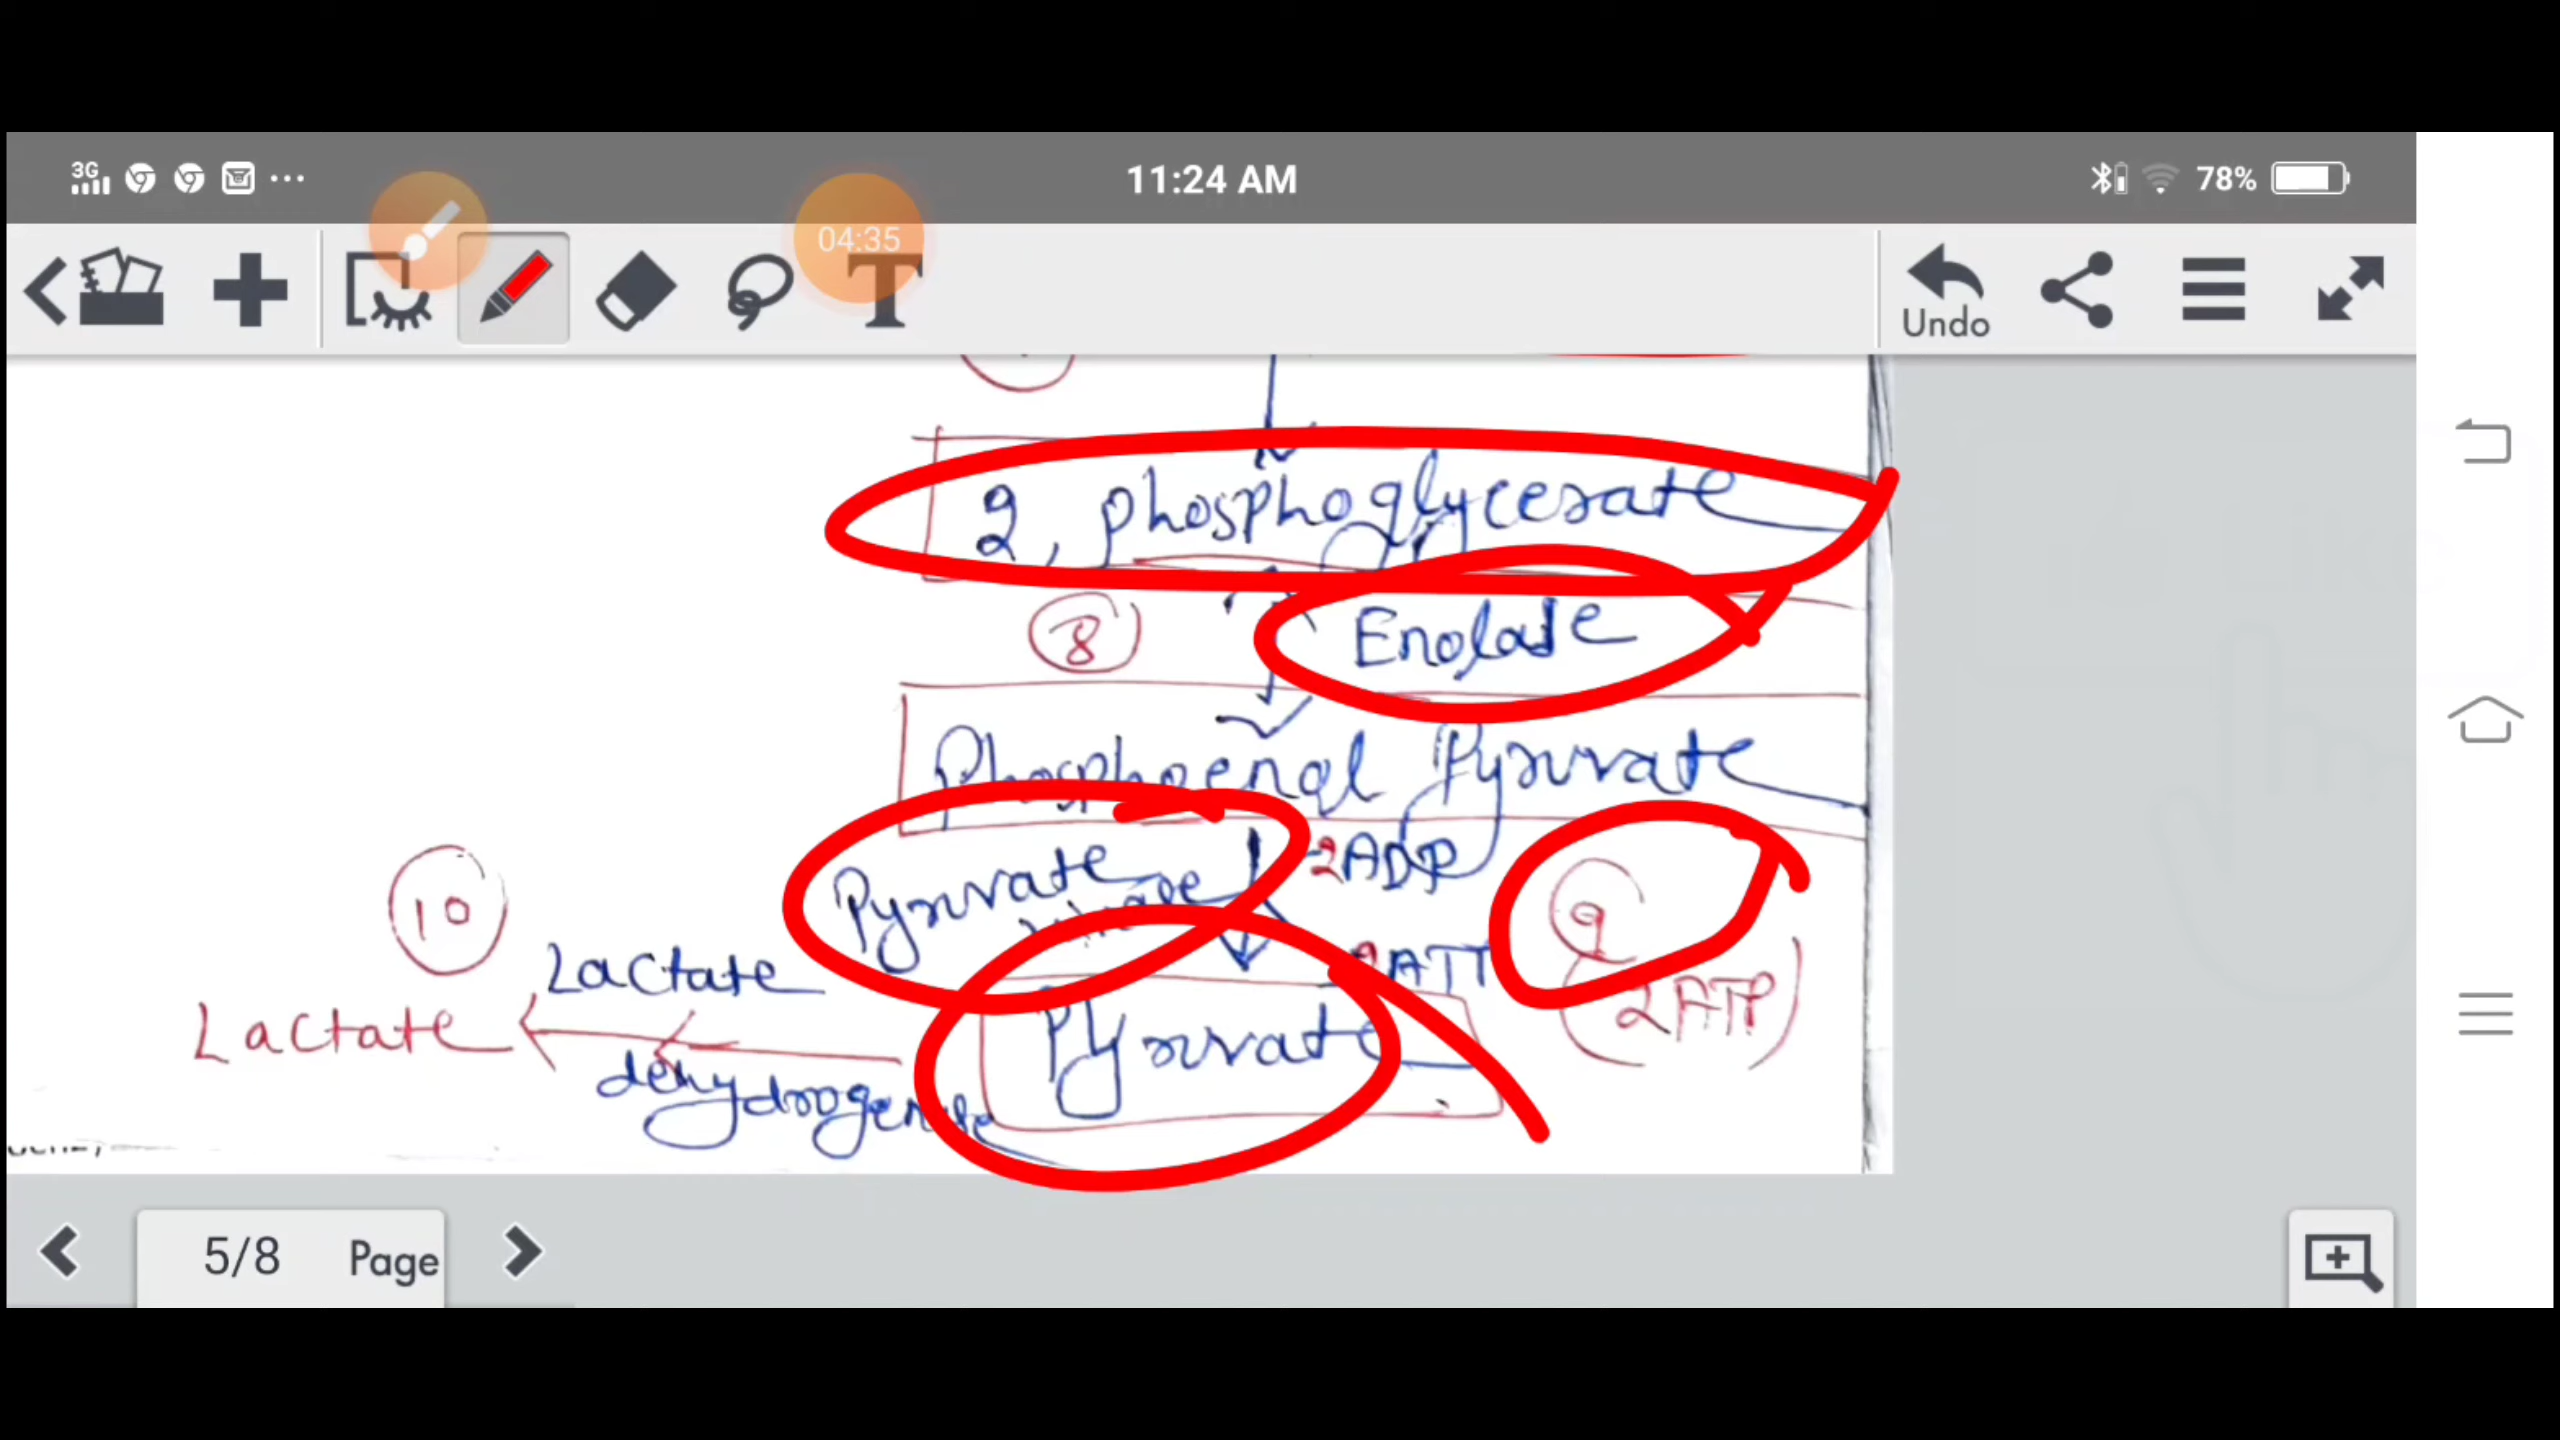 3G
11:24 AM
78%
04:35
T
Undo
2, phosphoglycerate
8
Enolase
Phosphoenol Pyruvate
Pyruvate
2ADP
9
10
Lactate
2ATP
Lactate
Pyruvate
dehydrogenase
5/8 Page